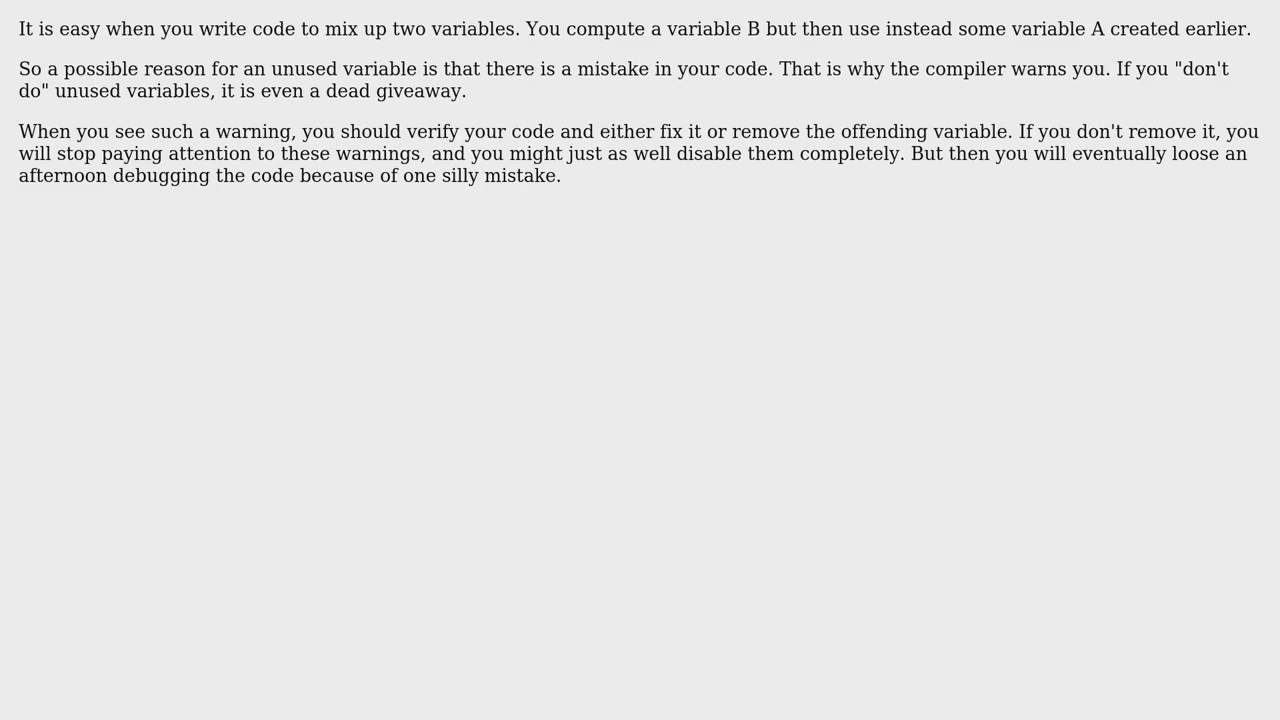 It is easy when you write code to mix up two variables. You compute a variable B but then use instead some variable A created earlier.
So a possible reason for an unused variable is that there is a mistake in your code. That is why the compiler warns you. If you "don't
do" unused variables, it is even a dead giveaway.
When you see such a warning, you should verify your code and either fix it or remove the offending variable. If you don't remove it, you
will stop paying attention to these warnings, and you might just as well disable them completely. But then you will eventually loose an
afternoon debugging the code because of one silly mistake.